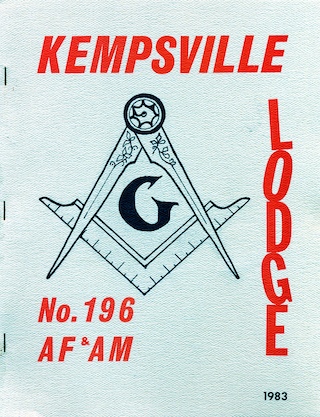 KEMPSVILLE
LODGE
G
No. 196
AF & AM
1983